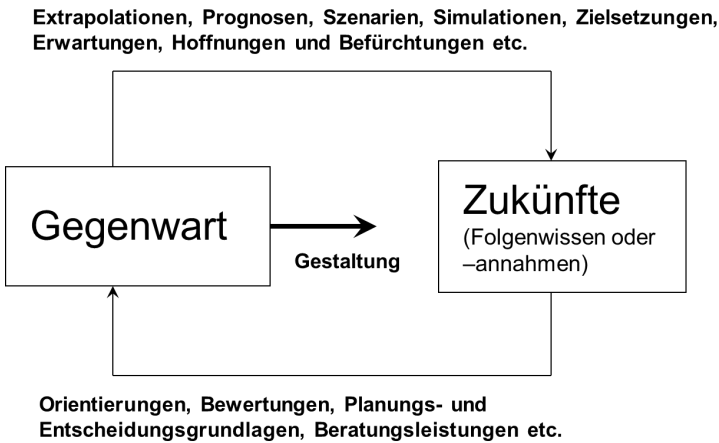 Extrapolationen, Prognosen, Szenarien, Simulationen, Zielsetzungen,
Erwartungen, Hoffnungen und Befürchtungen etc.
Gegenwart
Gestaltung
Zukünfte
(Folgenwissen oder
–annahmen)
Orientierungen, Bewertungen, Planungs- und
Entscheidungsgrundlagen, Beratungsleistungen etc.